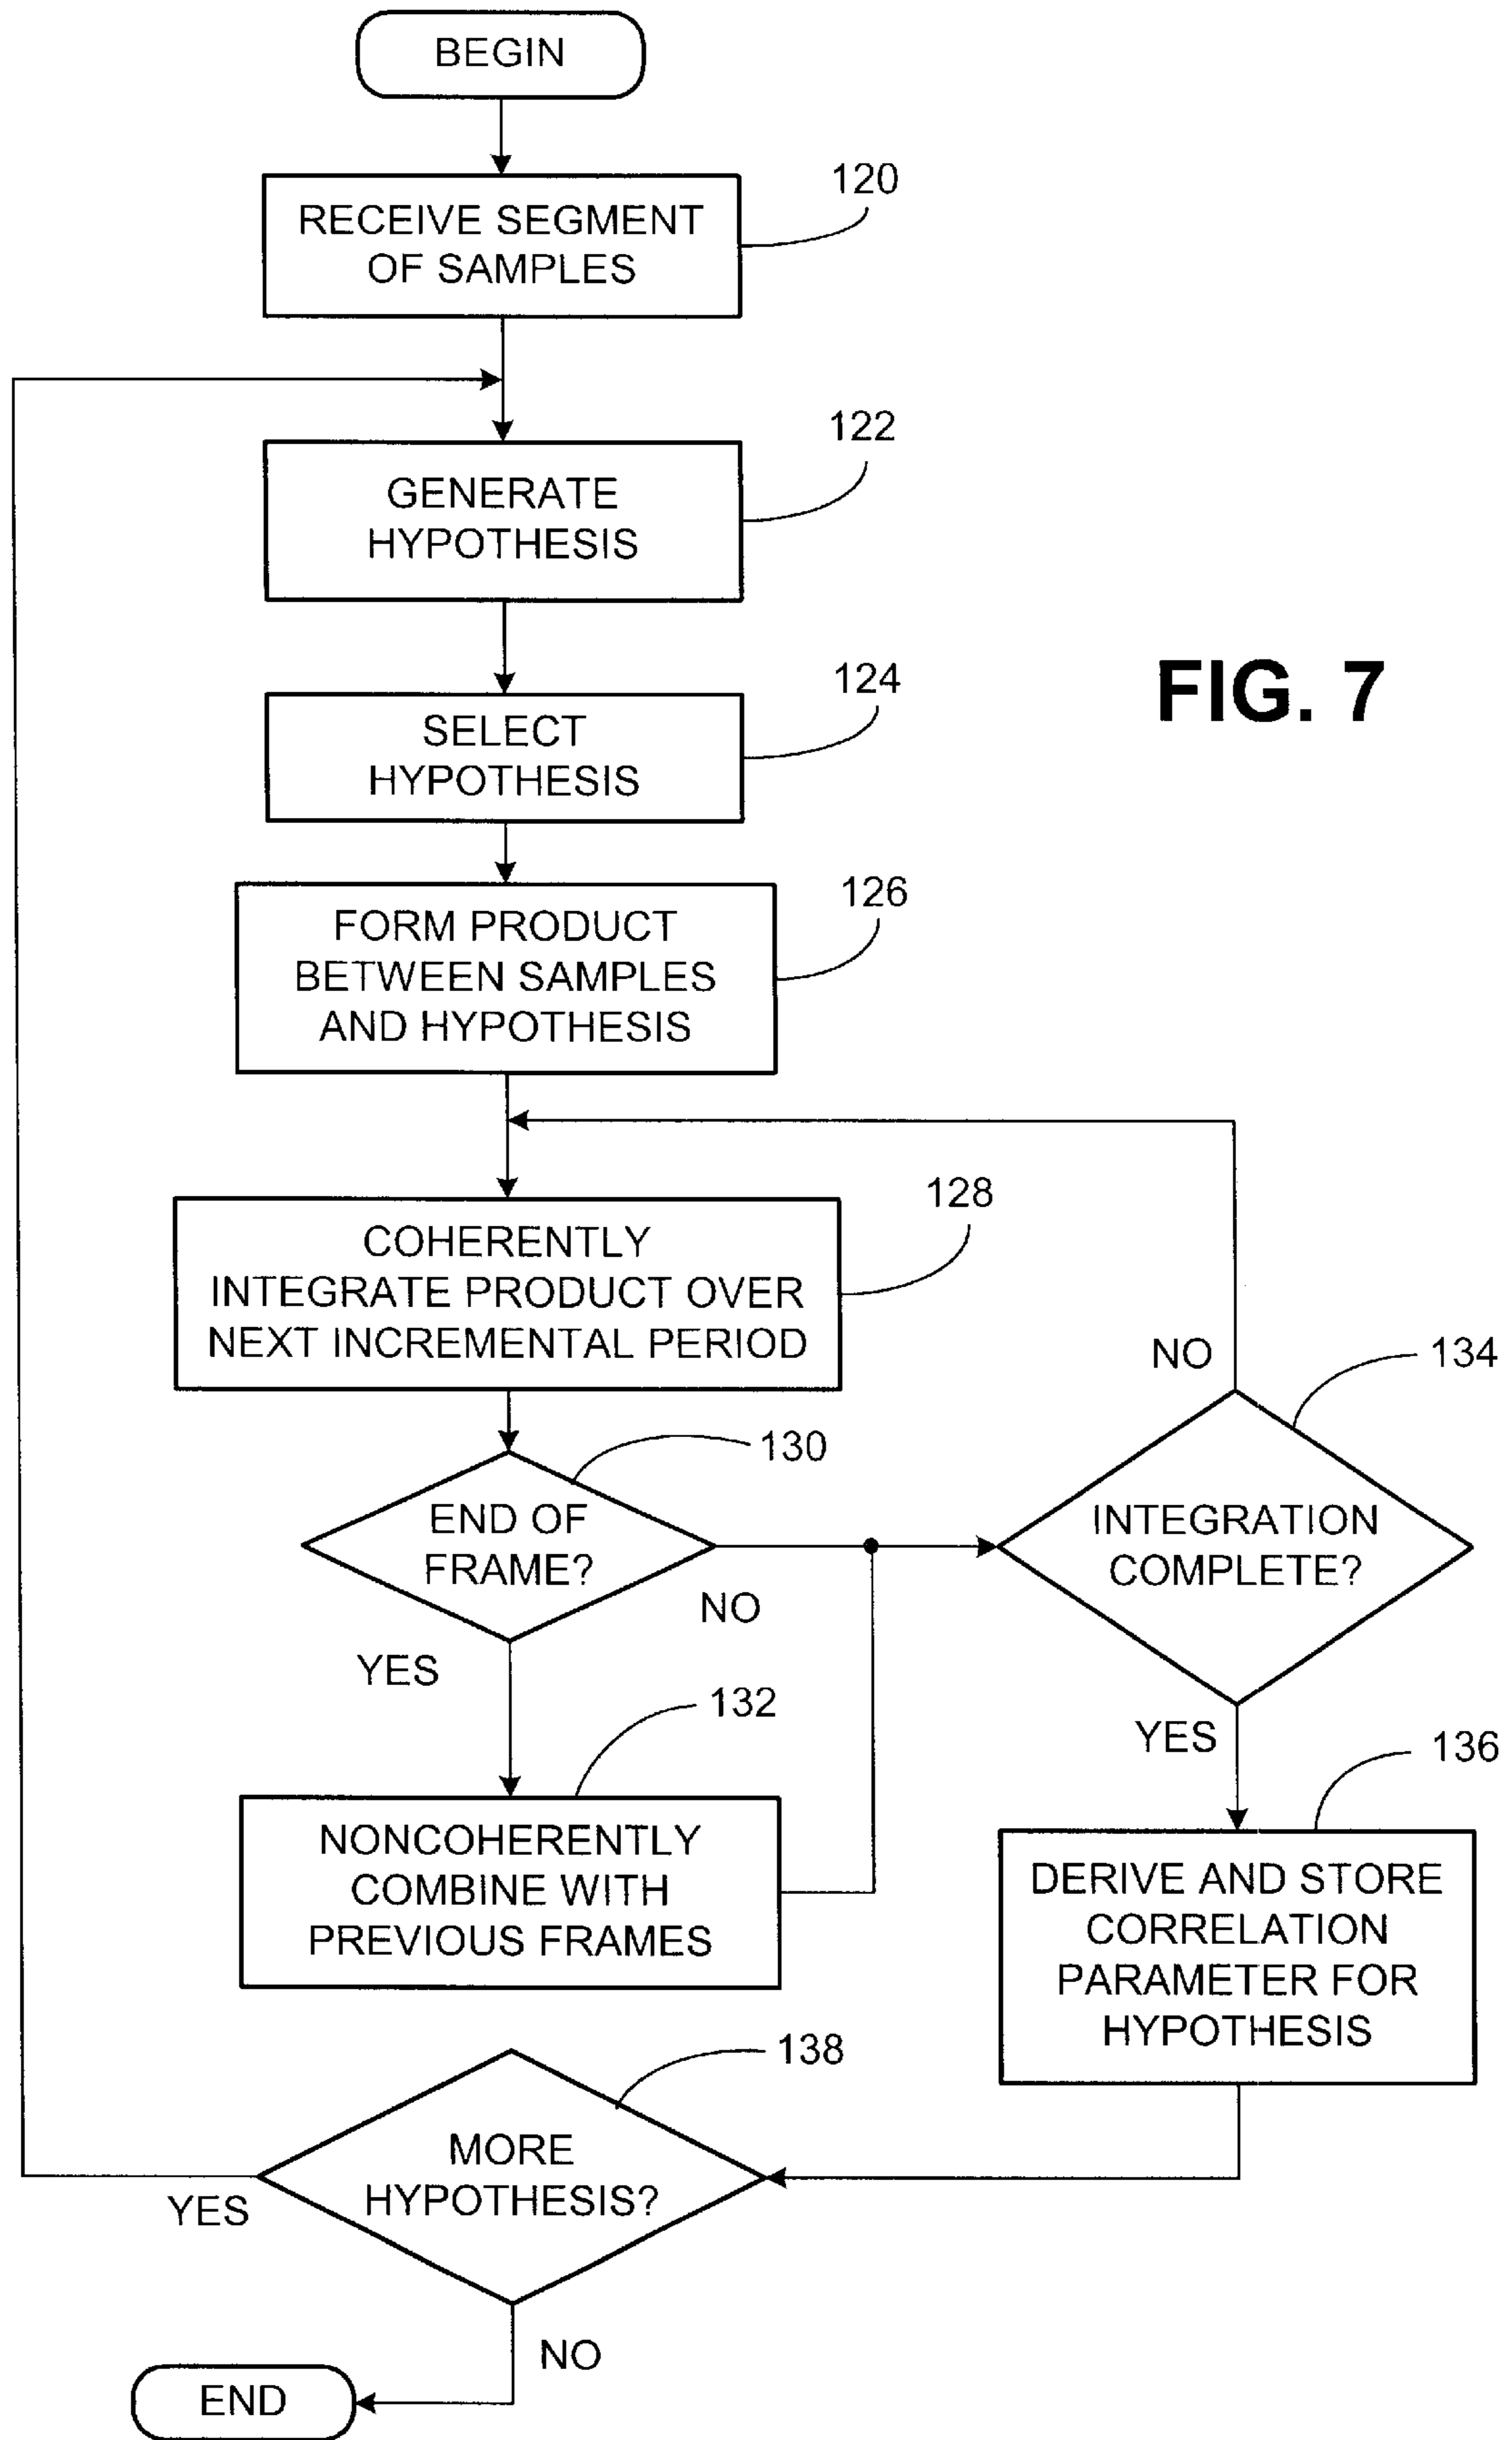 BEGIN
120
RECEIVE SEGMENT
OF SAMPLES
122
GENERATE
HYPOTHESIS
FIG. 7
124
SELECT
HYPOTHESIS
126
FORM PRODUCT
BETWEEN SAMPLES
AND HYPOTHESIS
128
COHERENTLY
INTEGRATE PRODUCT OVER
NEXT INCREMENTAL PERIOD
NO
134
130
END OF
FRAME?
INTEGRATION
COMPLETE?
NO
YES
132
YES
136
NONCOHERENTLY
COMBINE WITH
PREVIOUS FRAMES
DERIVE AND STORE
CORRELATION
PARAMETER FOR
HYPOTHESIS
138
MORE
HYPOTHESIS?
YES
NO
END